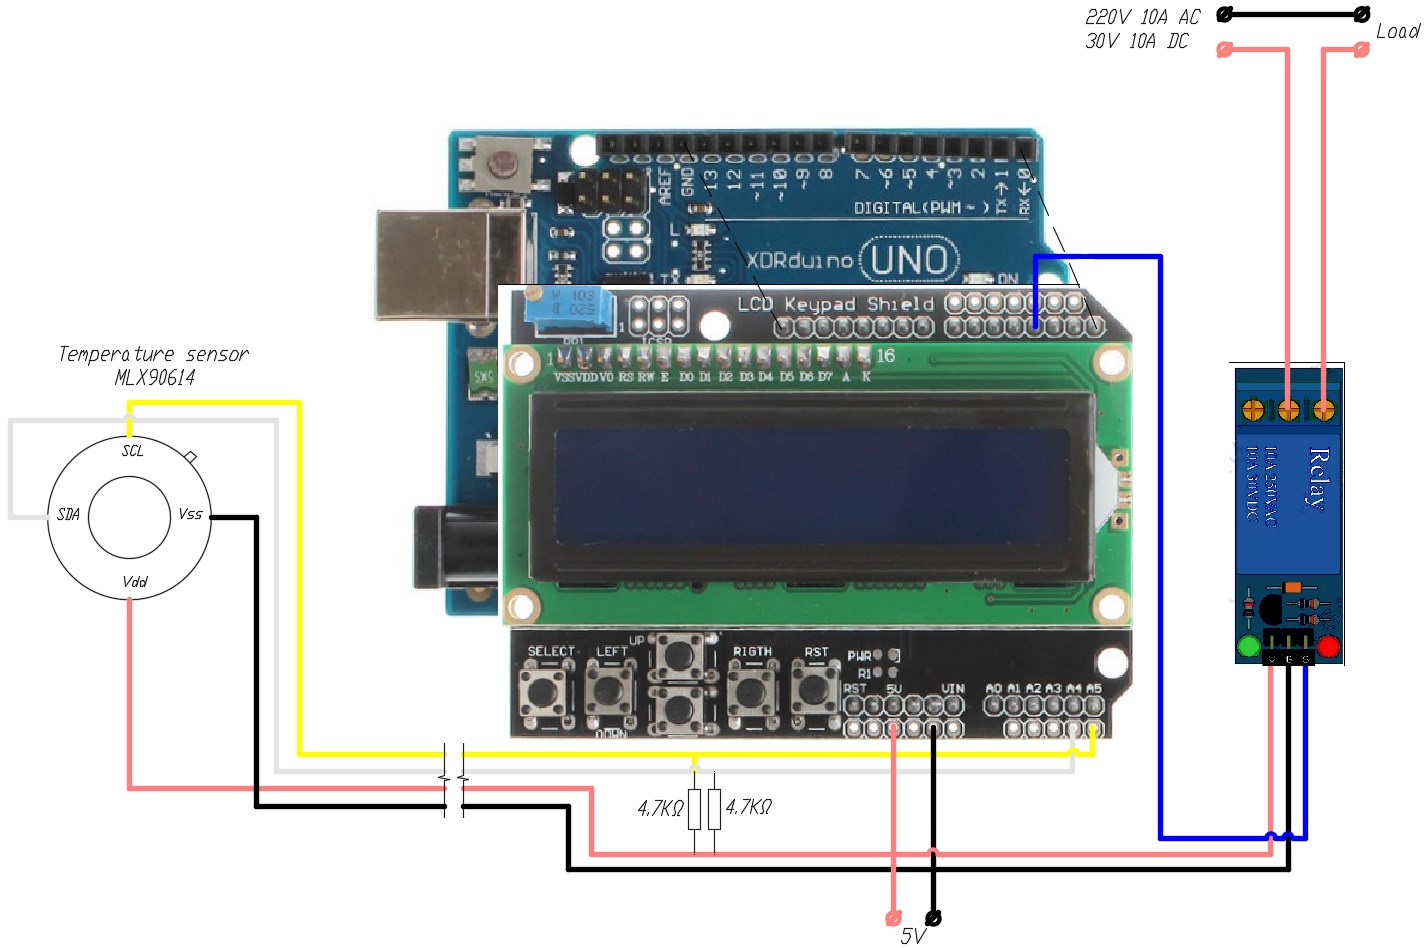 220V 10A AC
30V 10A DC
Load
AREF
GND
13
12
~11
~10
~9
8
7
~6
~5
4
~3
2
TX→1
RX←0
DIGITAL(PWM ~)
L
TX
XDRduino UNO
ON
W 103
B 025
LCD Keypad Shield
1
ICSP
1
16
VSS VDD V0 RS RW E D0 D1 D2 D3 D4 D5 D6 D7 A K
Temperature sensor
MLX90614
SCL
SDA
Vss
Vdd
Relay
10A 250VAC
10A 30VDC
V G S
SELECT
LEFT
UP
DOWN
RIGTH
RST
PWR
R1
RST
5V
VIN
A0 A1 A2 A3 A4 A5
4,7KΩ
4,7KΩ
5V